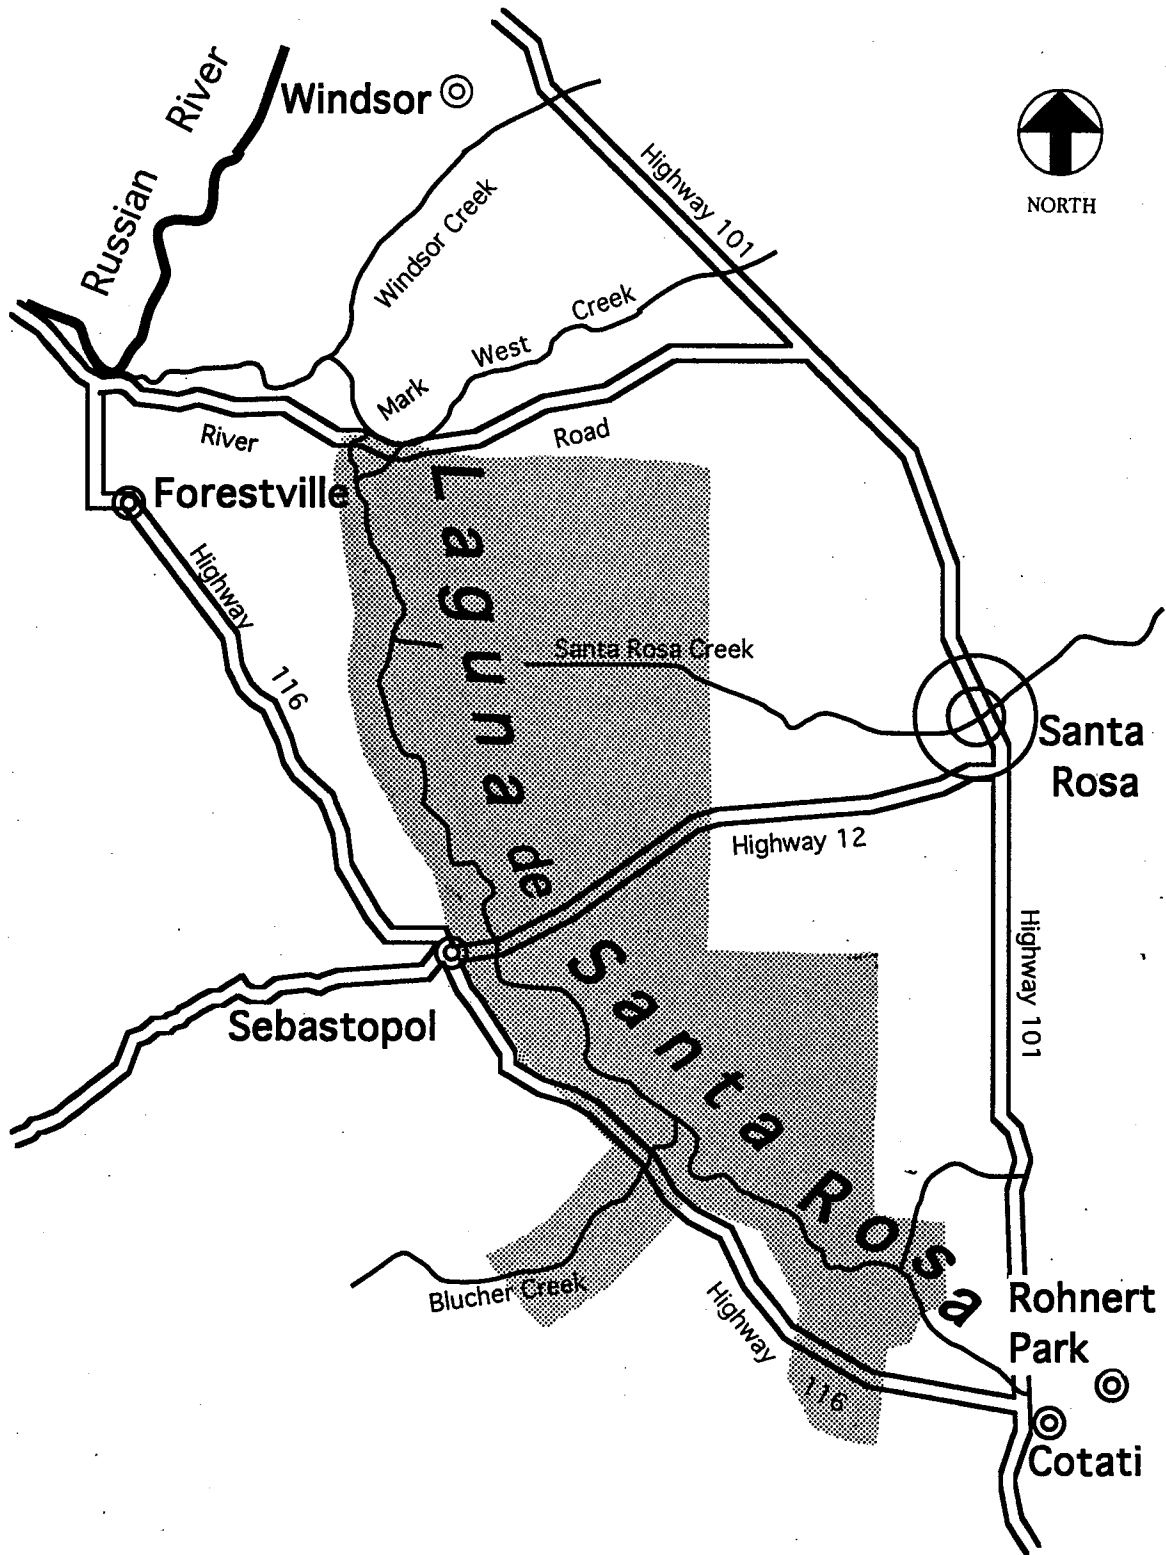 Russian River
Windsor
NORTH
Highway 101
Windsor Creek
Mark West Creek
River Road
Forestville
Highway 116
Laguna de Santa Rosa
Santa Rosa Creek
Santa
Rosa
Highway 12
Highway 101
Sebastopol
Blucher Creek
Highway 116
Rohnert
Park
Cotati